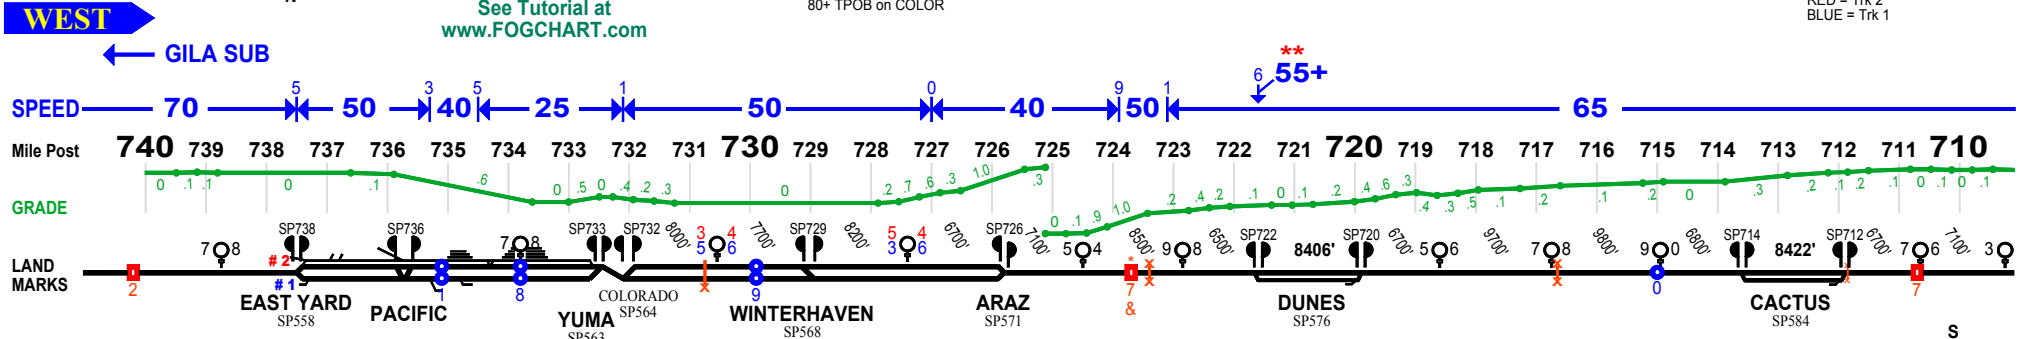 N
See Tutorial at
www.FOGCHART.com
80+ TPOB on COLOR
BLUE = Trk 1
WEST
GILA SUB
**
55+
5 3 5 1 0 9 1 6
SPEED 70 50 40 25 50 40 50 65
Mile Post 740 739 738 737 736 735 734 733 732 731 730 729 728 727 726 725 724 723 722 721 720 719 718 717 716 715 714 713 712 711 710
GRADE 0 .1 .1 0 .1 .6 0 .5 0 .4 .2 .3 0 .2 .7 .6 .3 1.0 .3 0 .1 .9 1.0 .2 .4 .2 .1 .1 .2 .4 .6 .3 .4 .3 .5 .1 .2 .1 .2 0 .3 .2 .1 .2 .1 0 .1 0 .1
SP738 SP736 SP733 SP732 SP729 SP726 SP722 SP720 SP714 SP712
8000' 7700' 8200' 6700' 7100' 8500' 6500' 600' 9700' 9800' 6800' 6700' 7100'
7 8 7 8 3 4 5 6 5 4 3 6 5 4 9 8 8406' 5 6 7 8 9 0 8422' 7 6 3
LAND MARKS
# 2
# 1
2 1 8 X 9 * 7 & X X X X 0 X 7
EAST YARD
SP558
PACIFIC
YUMA
SP563
COLORADO
SP564
WINTERHAVEN
SP568
ARAZ
SP571
DUNES
SP576
CACTUS
SP584
S